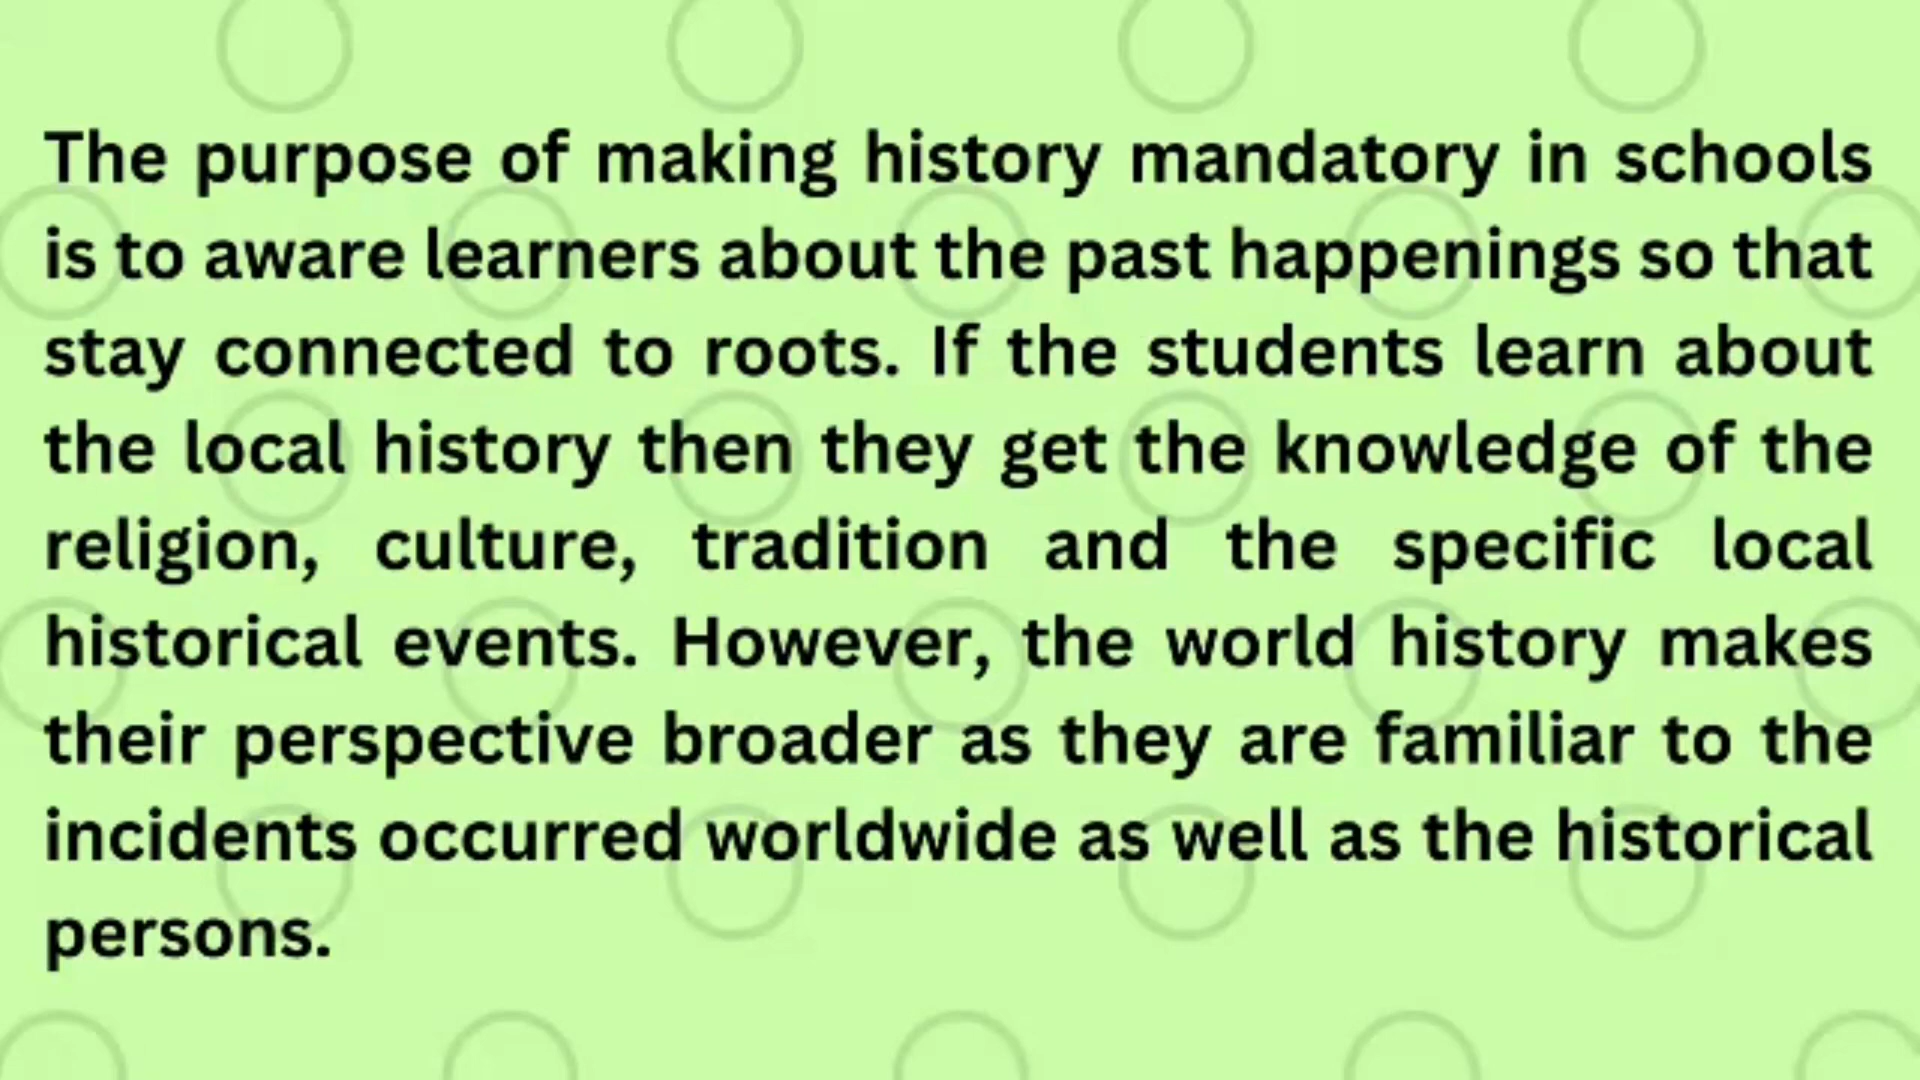 The purpose of making history mandatory in schools
is to aware learners about the past happenings so that
stay connected to roots. If the students learn about
the local history then they get the knowledge of the
religion, culture, tradition and the specific local
historical events. However, the world history makes
their perspective broader as they are familiar to the
incidents occurred worldwide as well as the historical
persons.